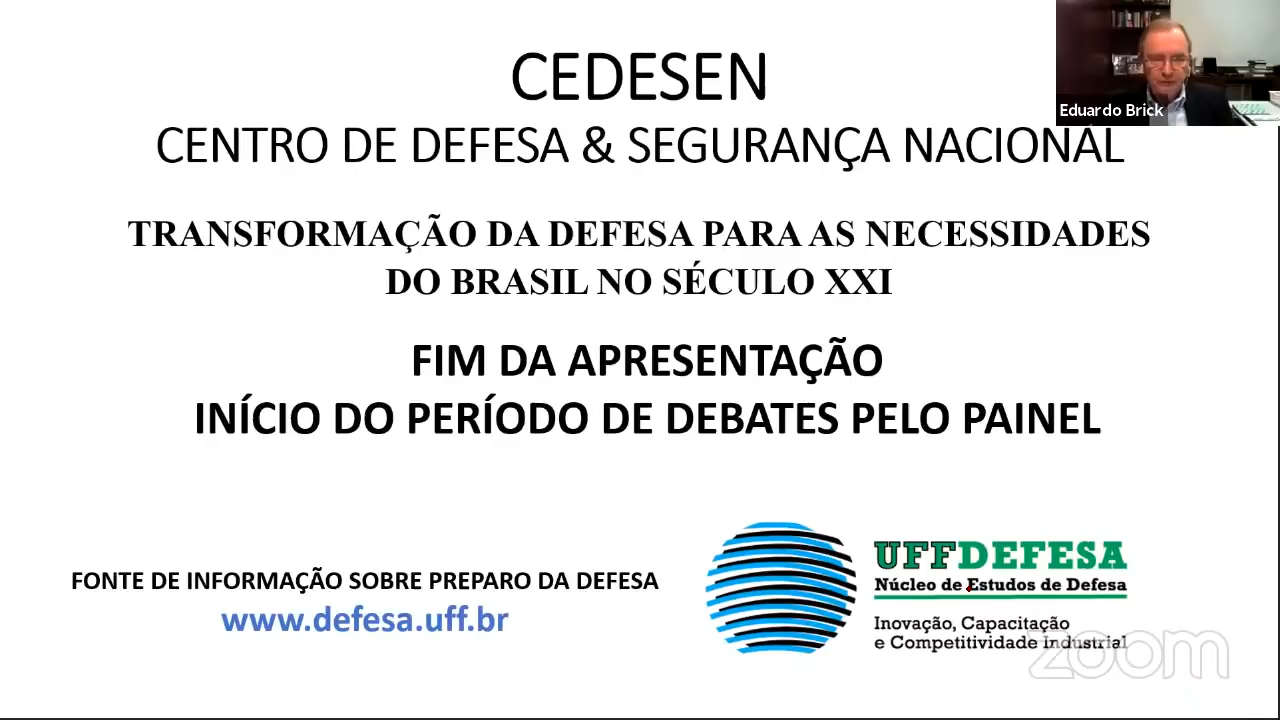 CEDESEN
CENTRO DE DEFESA & SEGURANÇA NACIONAL
Eduardo Brick
TRANSFORMAÇÃO DA DEFESA PARA AS NECESSIDADES
DO BRASIL NO SÉCULO XXI
FIM DA APRESENTAÇÃO
INÍCIO DO PERÍODO DE DEBATES PELO PAINEL
FONTE DE INFORMAÇÃO SOBRE PREPARO DA DEFESA
www.defesa.uff.br
UFFDEFESA
Núcleo de Estudos de Defesa
Inovação, Capacitação
e Competitividade Industrial
zoom